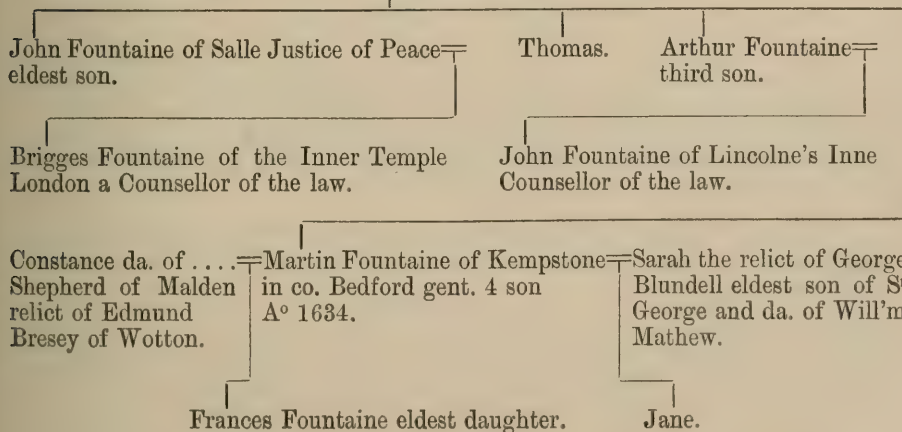 John Fountaine of Salle Justice of Peace
eldest son.
Thomas.
Arthur Fountaine
third son.
Brigges Fountaine of the Inner Temple
London a Counsellor of the law.
John Fountaine of Lincolne's Inne
Counsellor of the law.
Constance da. of ....
Shepherd of Malden
relict of Edmund
Bresey of Wotton.
Martin Fountaine of Kempstone
in co. Bedford gent. 4 son
Aº 1634.
Sarah the relict of George
Blundell eldest son of Sʳ
George and da. of Will'm
Mathew.
Frances Fountaine eldest daughter.
Jane.